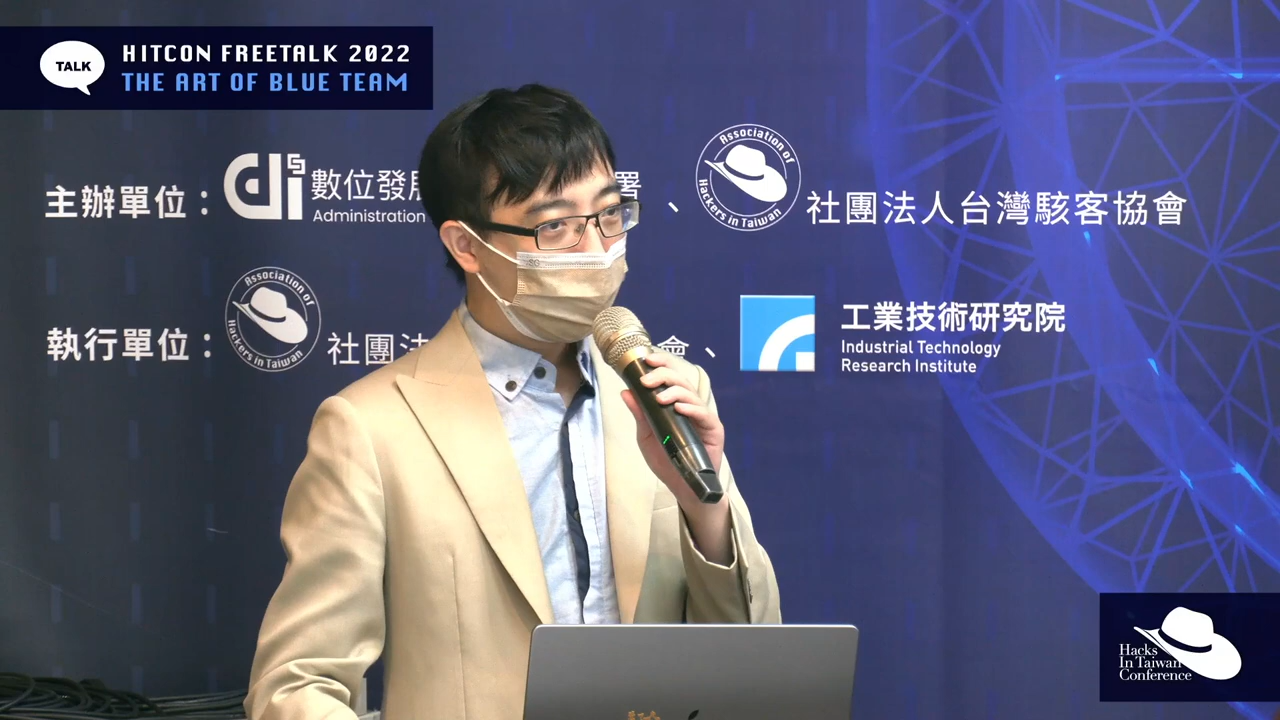 TALK
HITCON FREETALK 2022
THE ART OF BLUE TEAM
主辦單位：
數位發展
署
Administration
、
Association of
Hackers in Taiwan
社團法人台灣駭客協會
執行單位：
Association of
Hackers in Taiwan
社團法
會、
工業技術研究院
Industrial Technology
Research Institute
SG
Hacks
In Taiwan
Conference